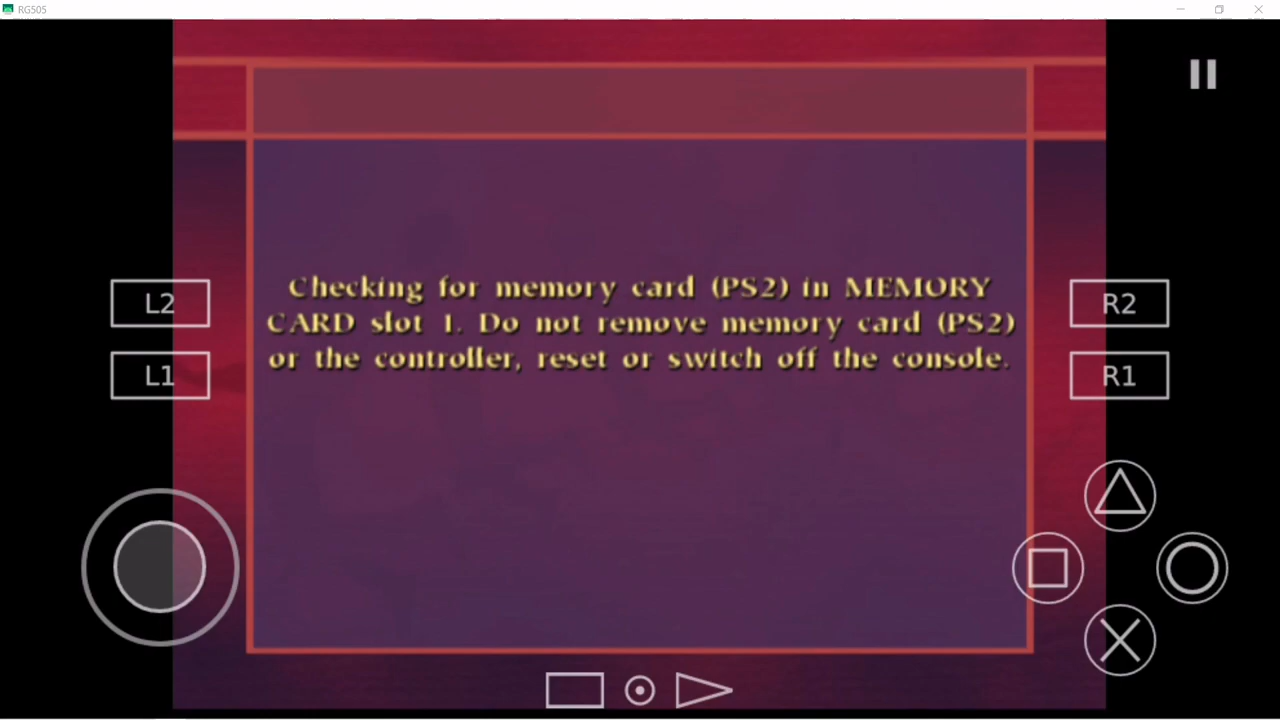 RG505
Checking for memory card (PS2) in MEMORY
CARD slot 1. Do not remove memory card (PS2)
or the controller, reset or switch off the console.
L2
R2
L1
R1